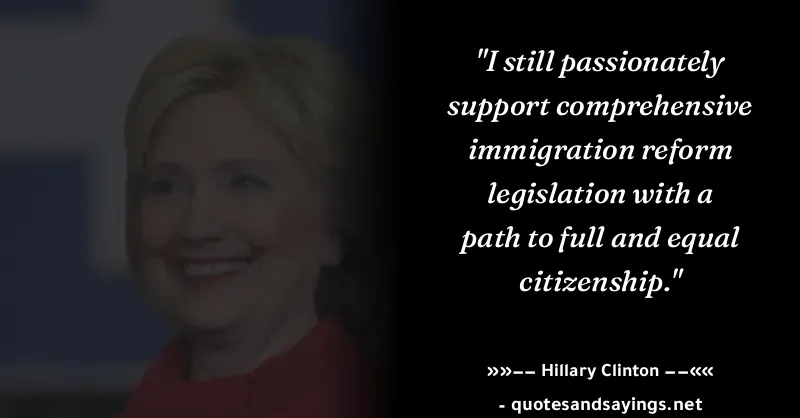 "I still passionately
support comprehensive
immigration reform
legislation with a
path to full and equal
citizenship."
»»−− Hillary Clinton −−««
- quotesandsayings.net